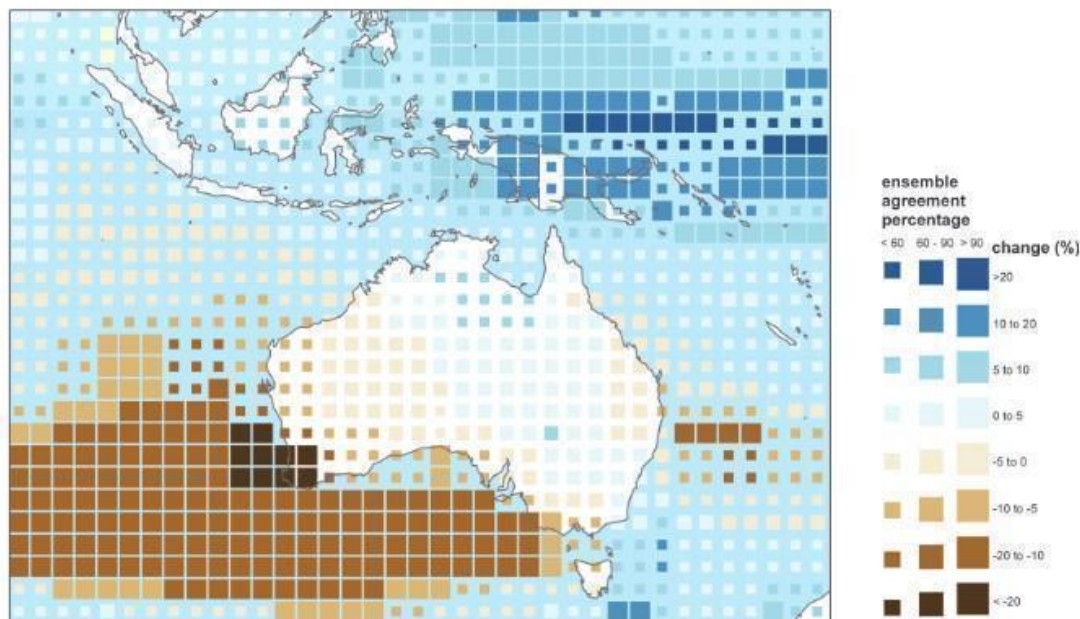 ensemble
agreement
percentage
< 60 60 - 90 > 90 change (%)
>20
10 to 20
5 to 10
0 to 5
-5 to 0
-10 to -5
-20 to -10
< -20